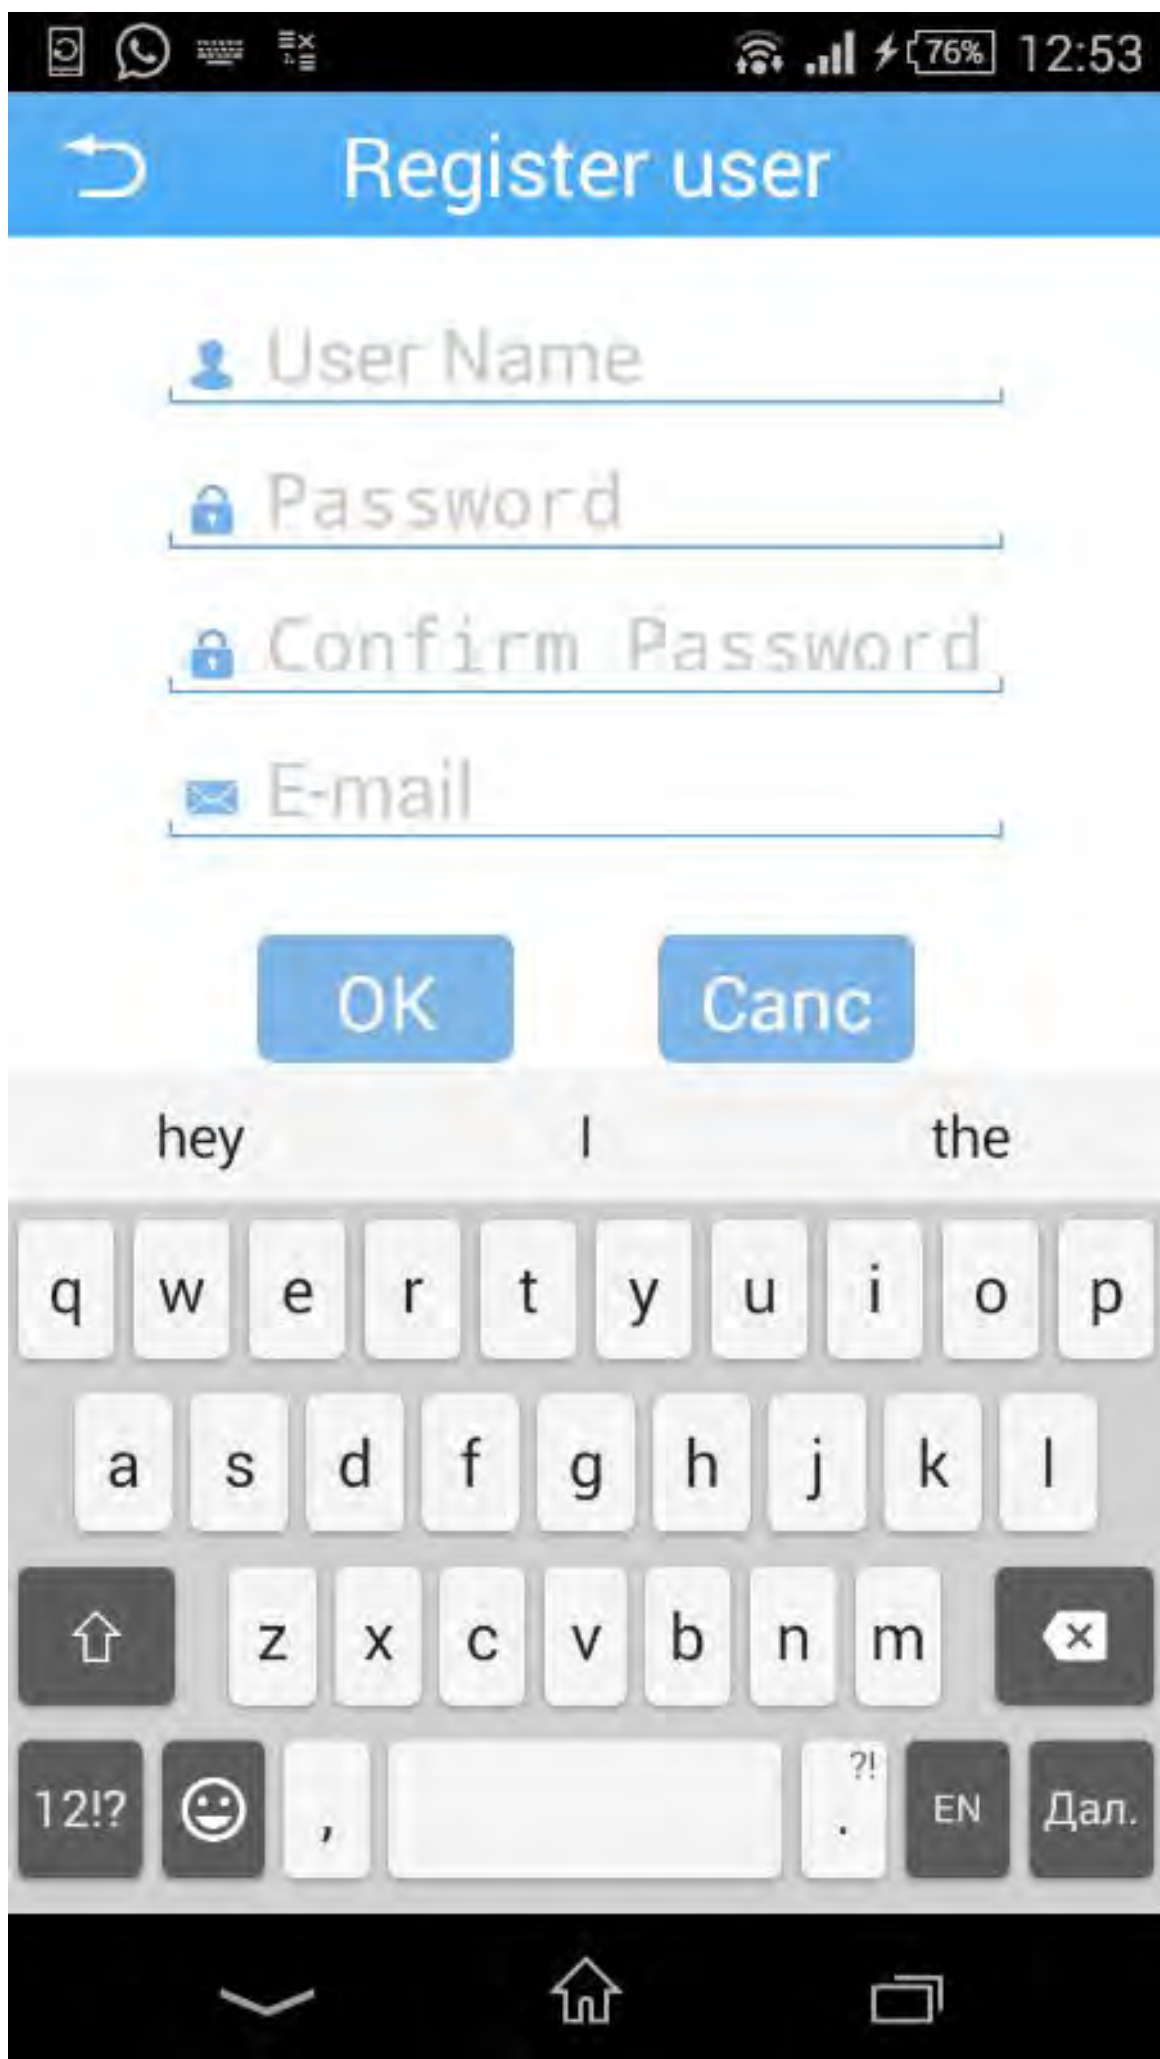 76% 12:53
Register user
User Name
Password
Confirm Password
E-mail
OK Canc
hey I the
q w e r t y u i o p
a s d f g h j k l
z x c v b n m
12!? , ?! . EN Дал.